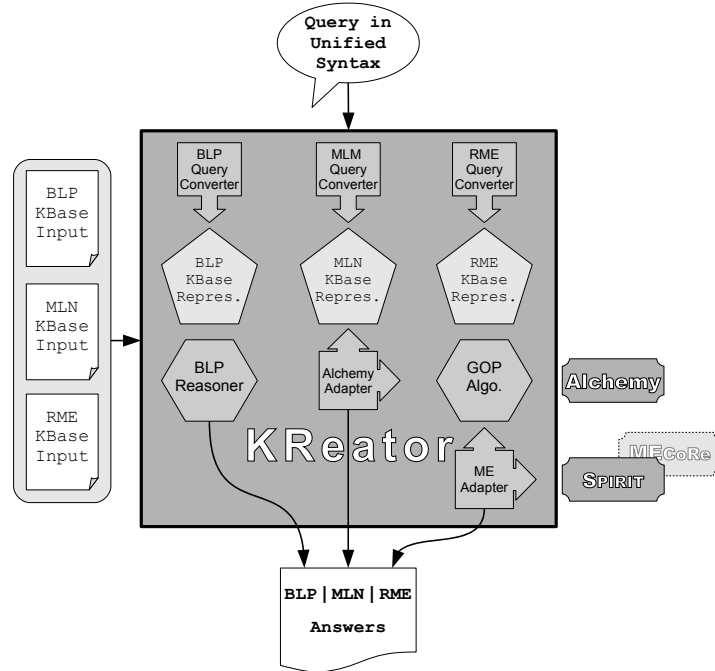 Query in
Unified
Syntax
BLP
Query
Converter
MLM
Query
Converter
RME
Query
Converter
BLP
KBase
Input
MLN
KBase
Input
RME
KBase
Input
BLP
KBase
Repres.
MLN
KBase
Repres.
RME
KBase
Repres.
BLP
Reasoner
Alchemy
Adapter
GOP
Algo.
Alchemy
KReator
MECoRe
ME
Adapter
SPIRIT
BLP|MLN|RME
Answers